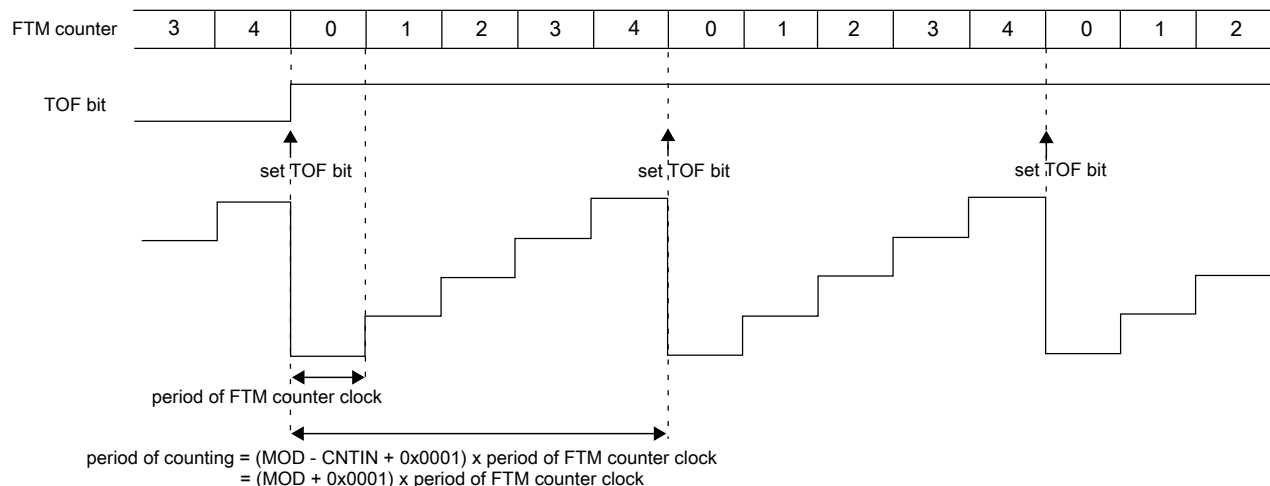 FTM counter 3 4 0 1 2 3 4 0 1 2 3 4 0 1 2
TOF bit
set TOF bit set TOF bit set TOF bit
period of FTM counter clock
period of counting = (MOD - CNTIN + 0x0001) x period of FTM counter clock
= (MOD + 0x0001) x period of FTM counter clock